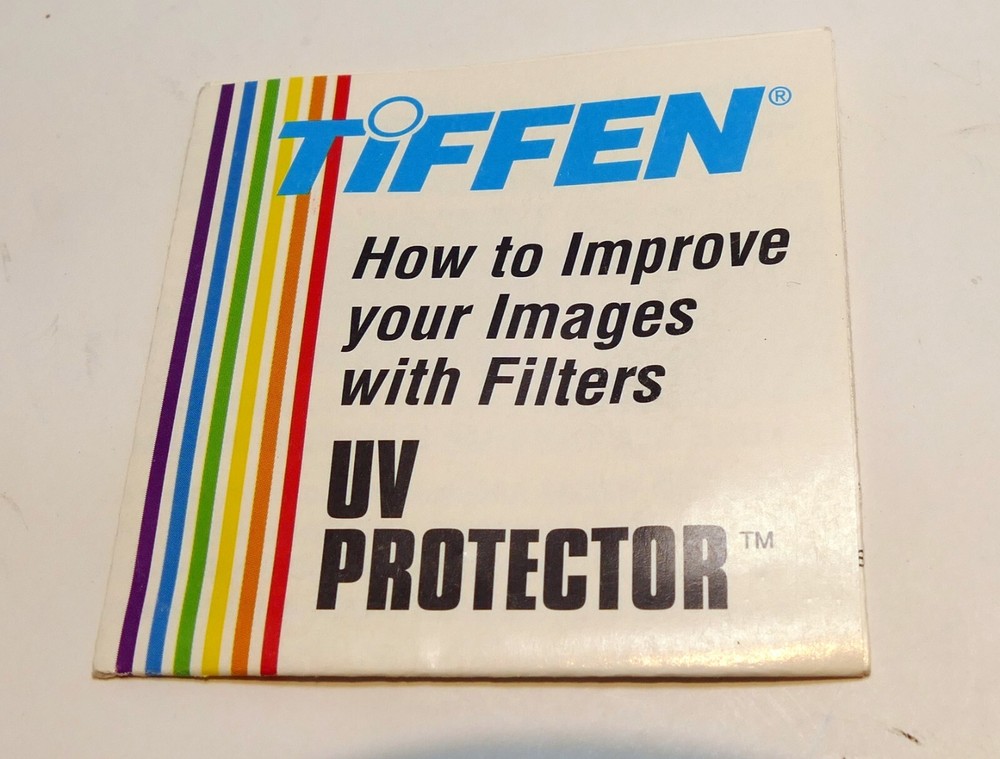 TiFFEN®
How to Improve
your Images
with Filters
UV
PROTECTOR™